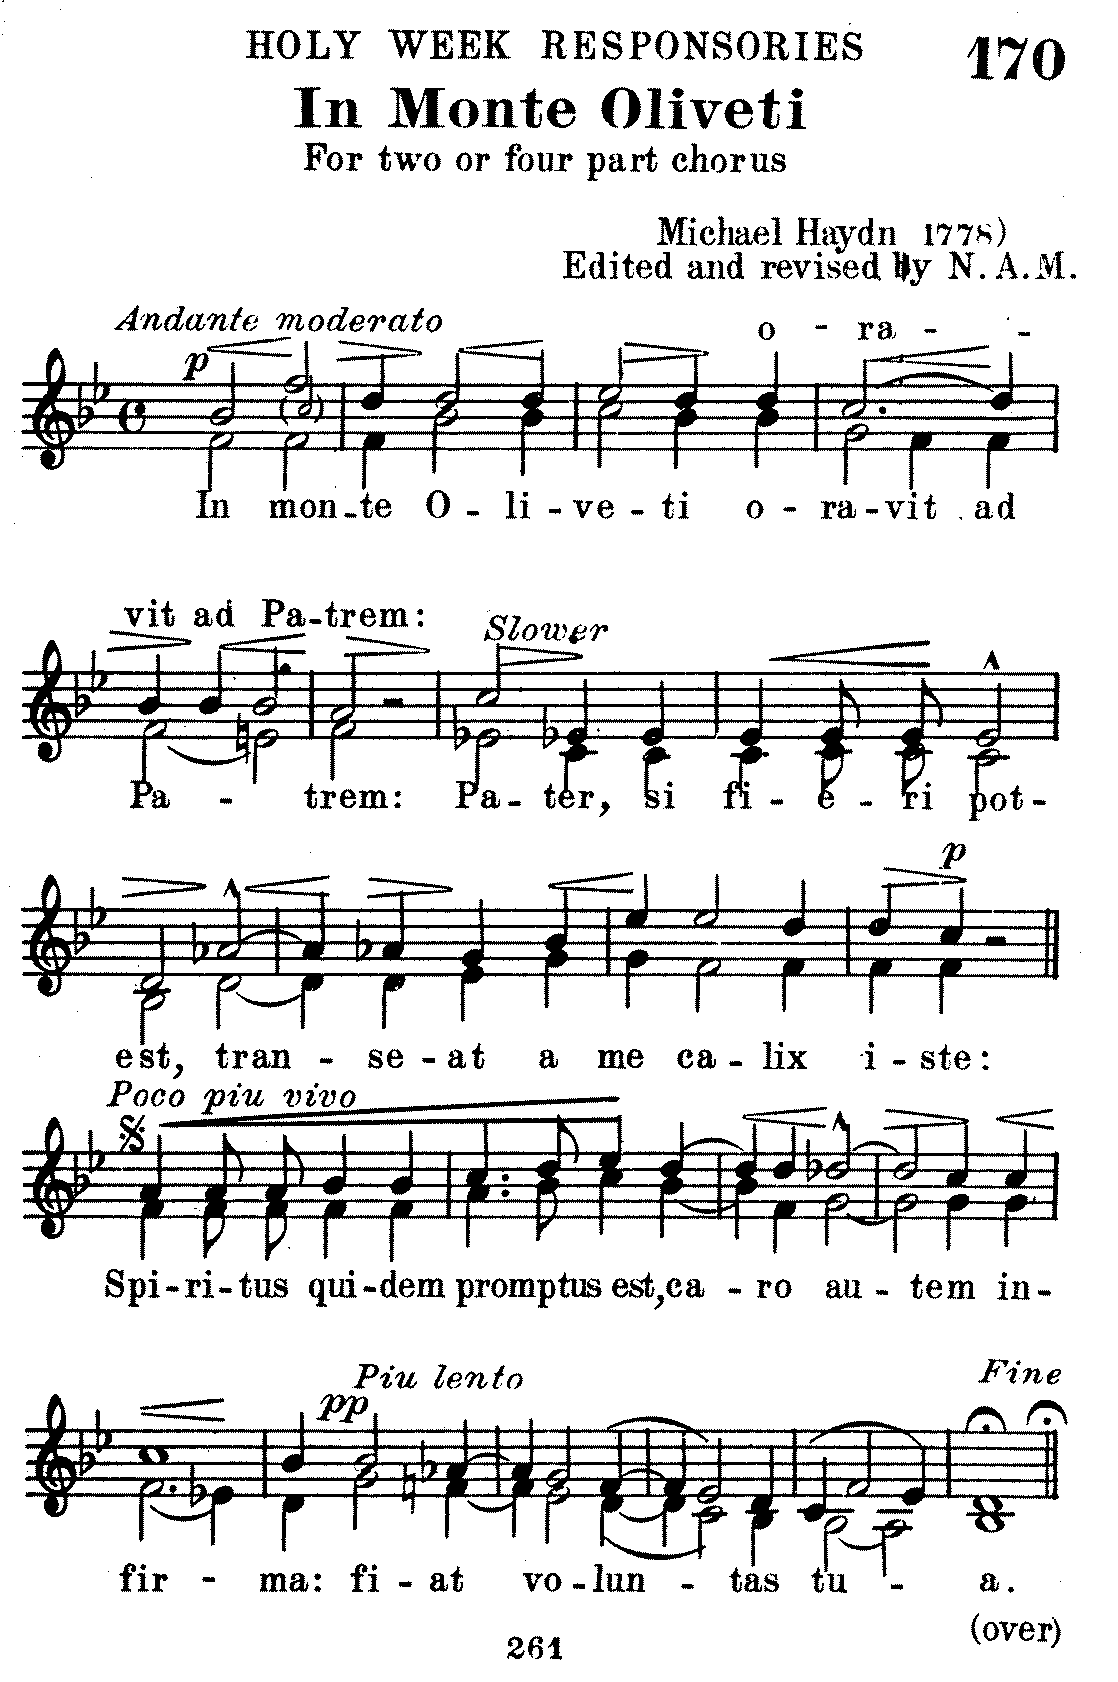 HOLY WEEK RESPONSORIES 170
In Monte Oliveti
For two or four part chorus
Michael Haydn 1778)
Edited and revised by N. A. M.
Andante moderato
o - ra - -
p
In mon-te O - li - ve - ti o - ra-vit ad
vit ad Pa-trem:
Slower
Pa - trem: Pa- ter, si fi - e - ri pot-
p
est, tran - se - at a me ca - lix i - ste:
Poco piu vivo
Spi-ri-tus qui-dem promptus est,ca - ro au - tem in-
Piu lento Fine
pp
fir - ma: fi - at vo-lun - tas tu - a.
(over)
261